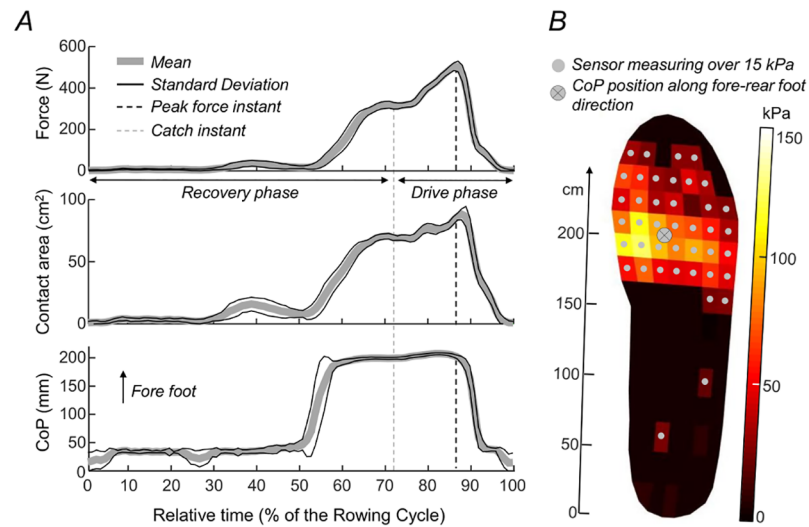 A
B
600
400
200
0
Force (N)
Mean
Standard Deviation
Peak force instant
Catch instant
Recovery phase
Drive phase
100
50
0
Contact area (cm2)
200
150
100
50
0
CoP (mm)
Fore foot
0 10 20 30 40 50 60 70 80 90 100
Relative time (% of the Rowing Cycle)
Sensor measuring over 15 kPa
CoP position along fore-rear foot
direction
kPa
150
100
50
0
cm
200
150
100
50
0